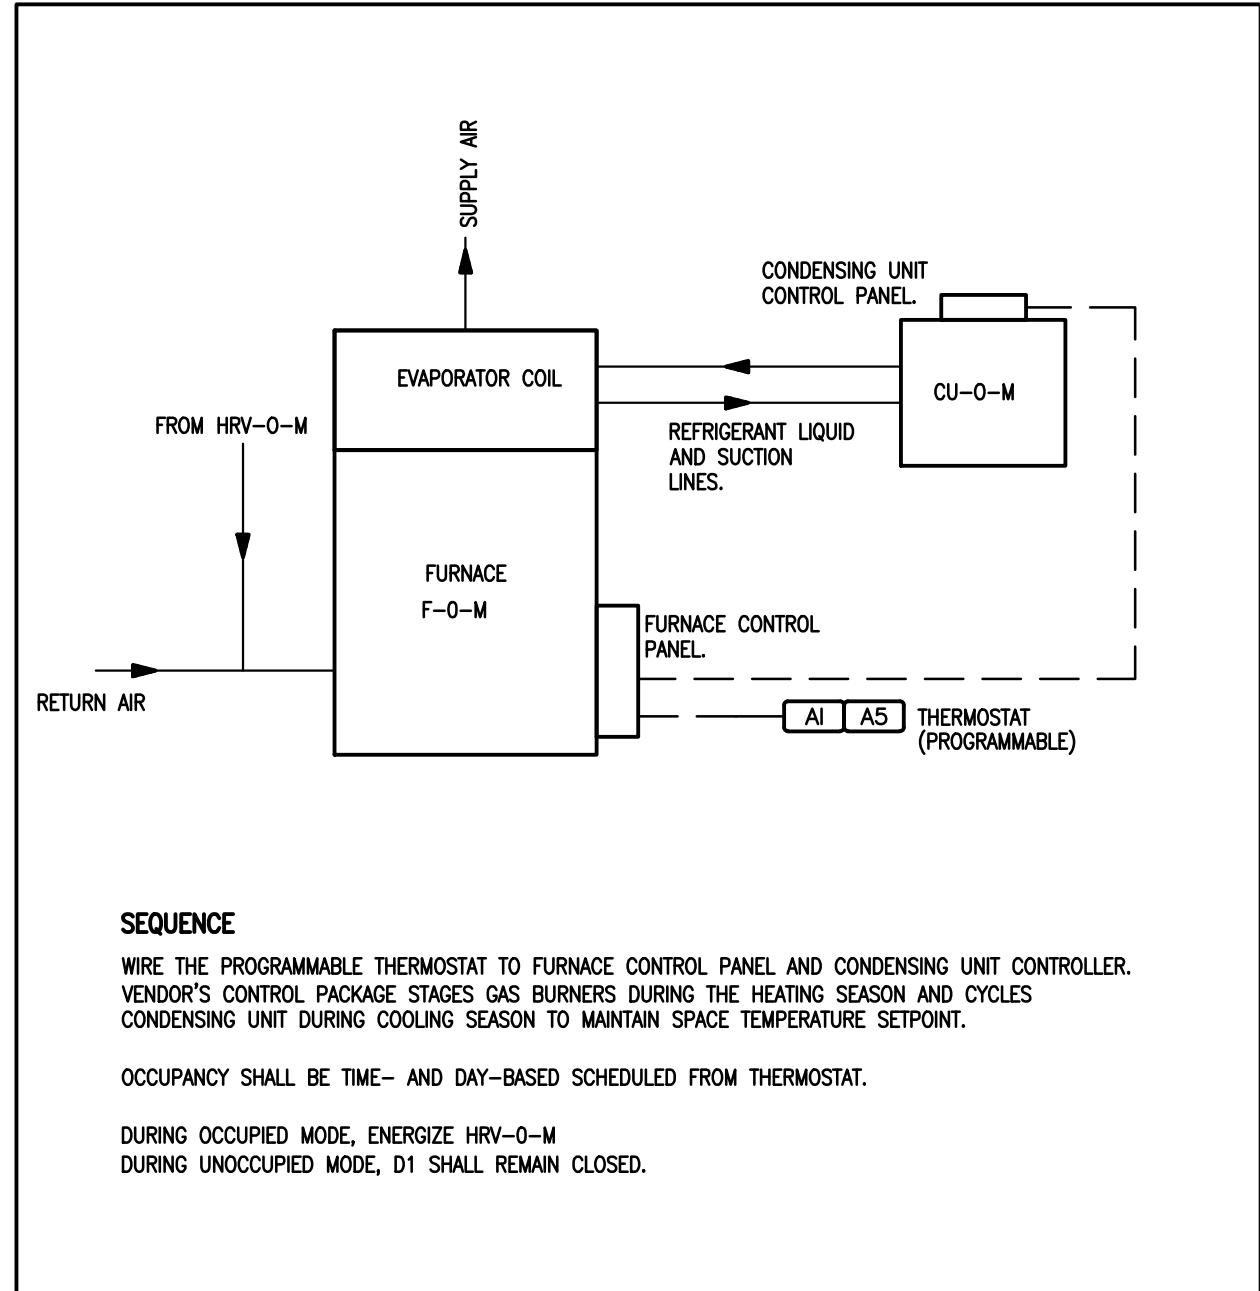 SUPPLY AIR
CONDENSING UNIT
CONTROL PANEL.
EVAPORATOR COIL
CU-O-M
FROM HRV-O-M
REFRIGERANT LIQUID
AND SUCTION
LINES.
FURNACE
F-O-M
FURNACE CONTROL
PANEL.
RETURN AIR
A1 A5 THERMOSTAT
(PROGRAMMABLE)
SEQUENCE
WIRE THE PROGRAMMABLE THERMOSTAT TO FURNACE CONTROL PANEL AND CONDENSING UNIT CONTROLLER.
VENDOR'S CONTROL PACKAGE STAGES GAS BURNERS DURING THE HEATING SEASON AND CYCLES
CONDENSING UNIT DURING COOLING SEASON TO MAINTAIN SPACE TEMPERATURE SETPOINT.
OCCUPANCY SHALL BE TIME- AND DAY-BASED SCHEDULED FROM THERMOSTAT.
DURING OCCUPIED MODE, ENERGIZE HRV-O-M
DURING UNOCCUPIED MODE, D1 SHALL REMAIN CLOSED.